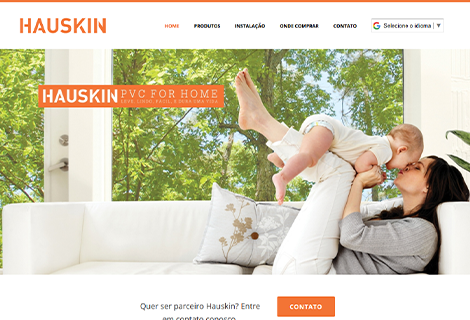 HAUSKIN
HOME PRODUTOS INSTALAÇÃO ONDE COMPRAR CONTATO
Selecione o idioma ▼
HAUSKIN PVC FOR HOME
Quer ser parceiro Hauskin? Entre
em contato conosco
CONTATO